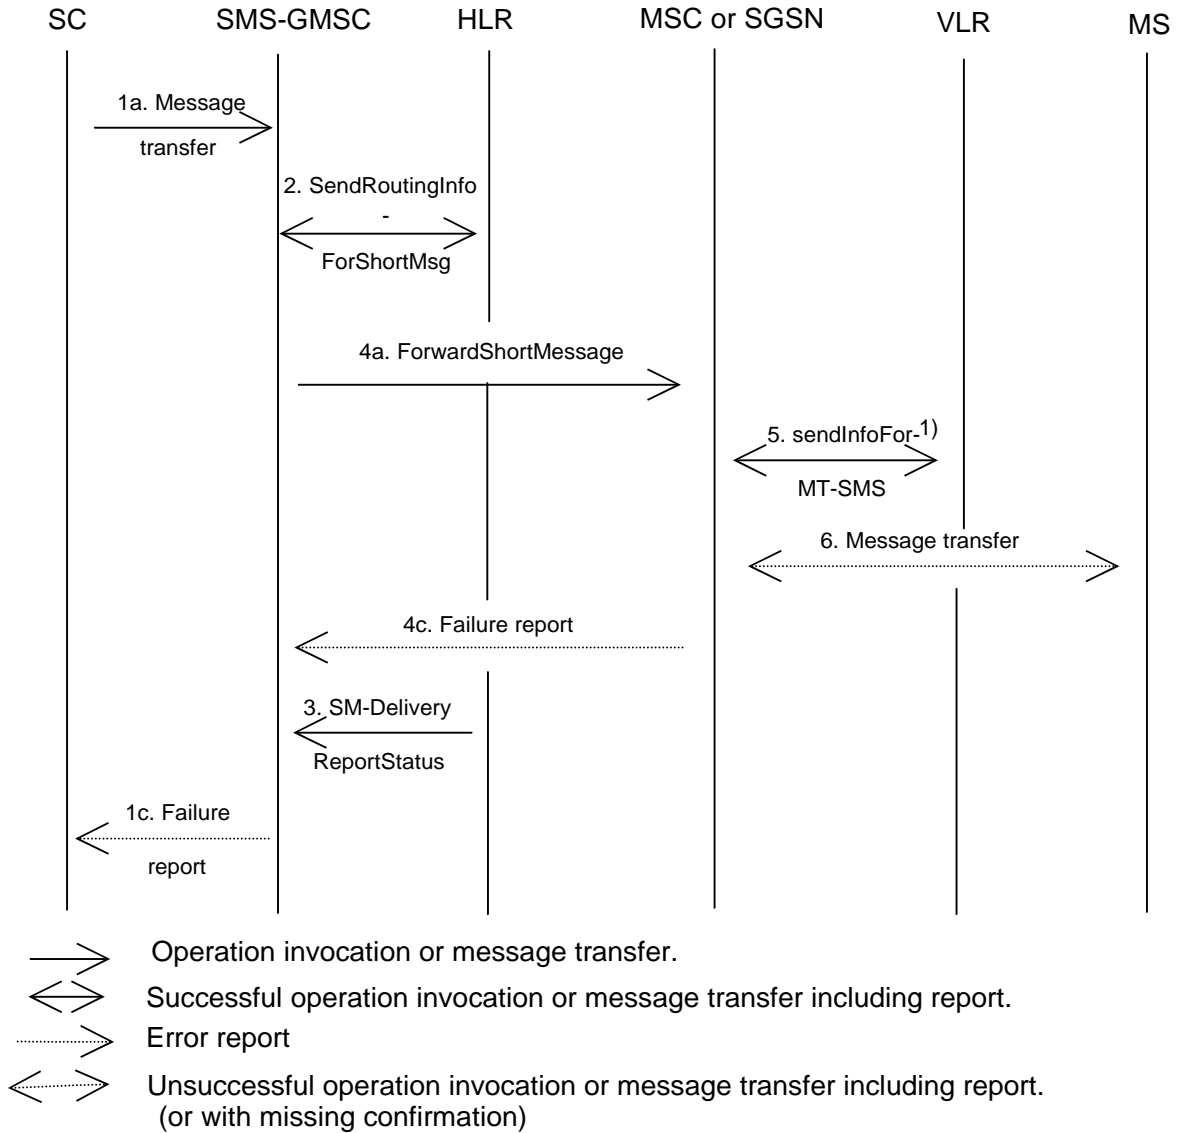 SC SMS-GMSC HLR MSC or SGSN VLR MS
1a. Message
transfer
2. SendRoutingInfo
-
ForShortMsg
4a. ForwardShortMessage
5. sendInfoFor-1)
MT-SMS
6. Message transfer
4c. Failure report
3. SM-Delivery
ReportStatus
1c. Failure
report
Operation invocation or message transfer.
Successful operation invocation or message transfer including report.
Error report
Unsuccessful operation invocation or message transfer including report.
(or with missing confirmation)